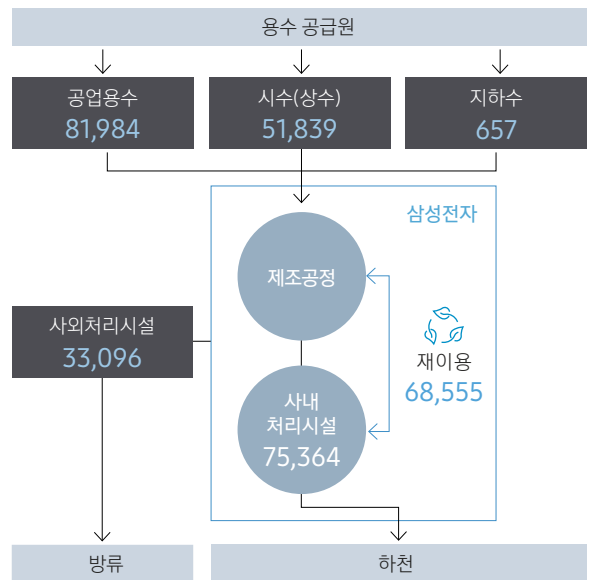 용수 공급원
공업용수
81,984
시수(상수)
51,839
지하수
657
삼성전자
제조공정
사외처리시설
33,096
재이용
68,555
사내
처리시설
75,364
방류
하천